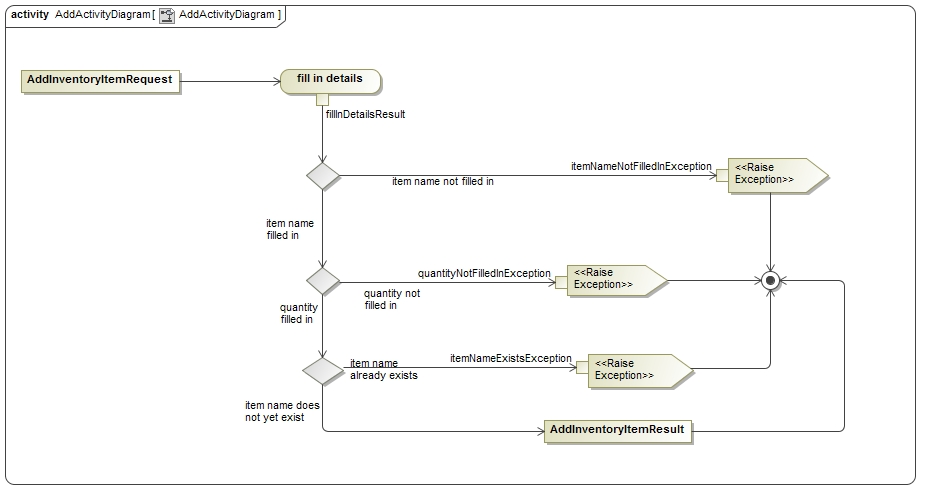 activity AddActivityDiagram [ AddActivityDiagram ]
AddInventoryItemRequest
fill in details
fillInDetailsResult
item name not filled in
itemNameNotFilledInException
<<Raise
Exception>>
item name
filled in
quantityNotFilledInException
quantity not
filled in
<<Raise
Exception>>
quantity
filled in
itemNameExistsException
item name
already exists
<<Raise
Exception>>
item name does
not yet exist
AddInventoryItemResult